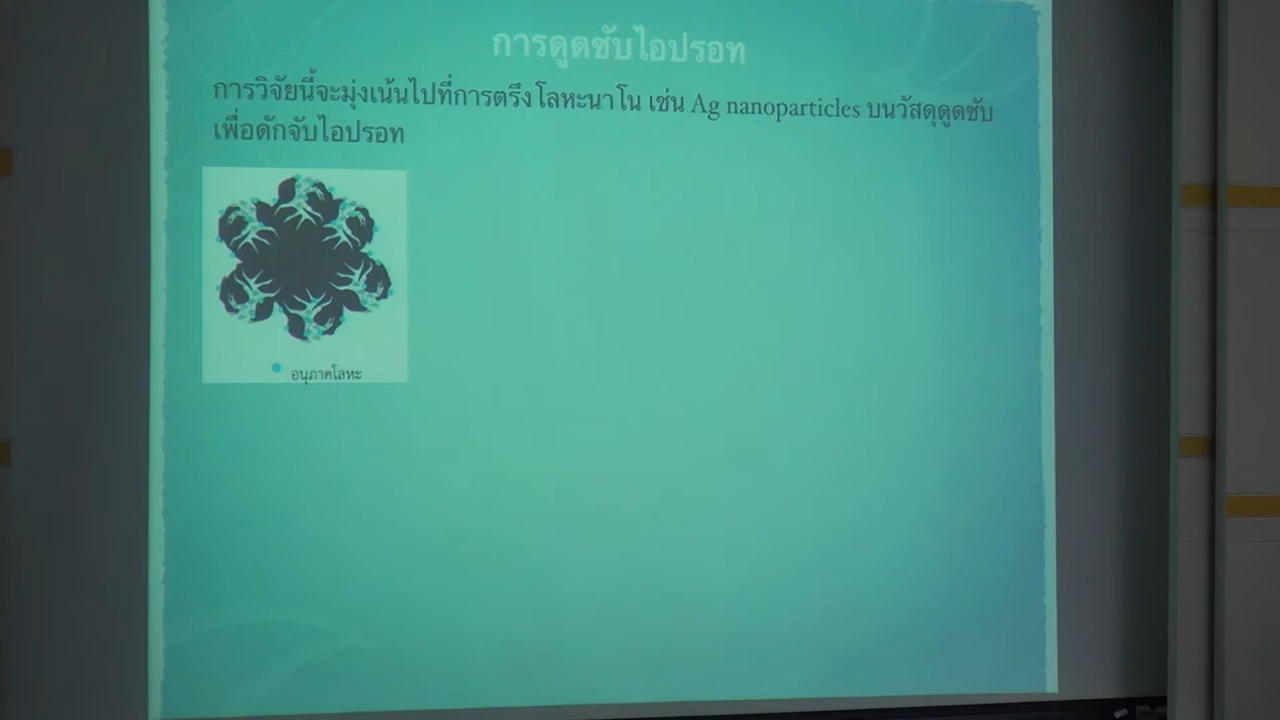 การดูดซับไอปรอท
การวิจัยนี้จะมุ่งเน้นไปที่การตรึงโลหะนาโน เช่น Ag nanoparticles บนวัสดุดูดซับ
เพื่อดักจับไอปรอท
อนุภาคโลหะ